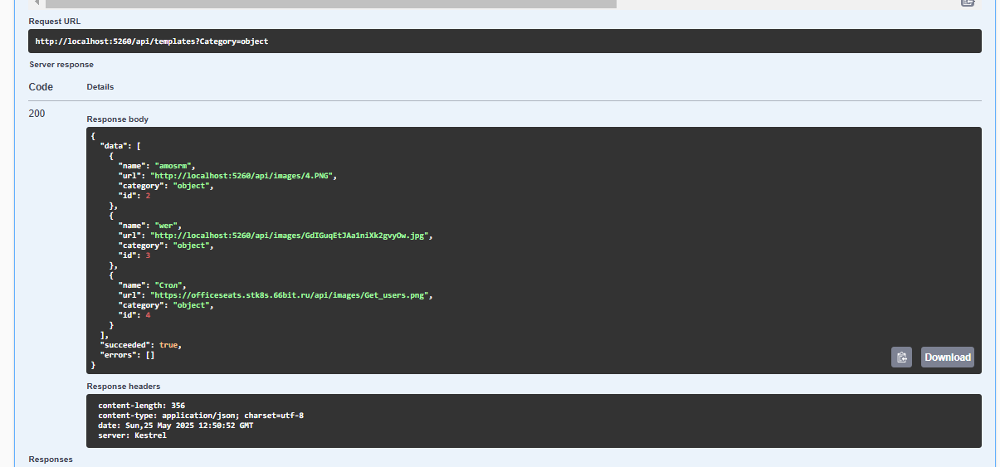 Request URL
http://localhost:5260/api/templates?Category=object
Server response
Code Details
200
Response body
{
"data": [
{
"name": "amosrm",
"url": "http://localhost:5260/api/images/4.PNG",
"category": "object",
"id": 2
},
{
"name": "wer",
"url": "http://localhost:5260/api/images/GdIGuqEtJAa1niXk2gvyOw.jpg",
"category": "object",
"id": 3
},
{
"name": "Стол",
"url": "https://officeseats.stk8s.66bit.ru/api/images/Get_users.png",
"category": "object",
"id": 4
}
],
"succeeded": true,
"errors": []
}
Download
Response headers
content-length: 356
content-type: application/json; charset=utf-8
date: Sun,25 May 2025 12:50:52 GMT
server: Kestrel
Responses